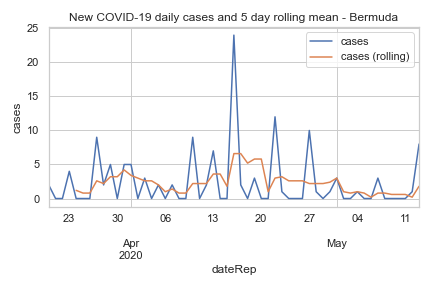 New COVID-19 daily cases and 5 day rolling mean - Bermuda
25
cases
cases (rolling)
20
15
cases
10
5
0
23 30 06 13 20 27 04 11
Apr May
2020
dateRep